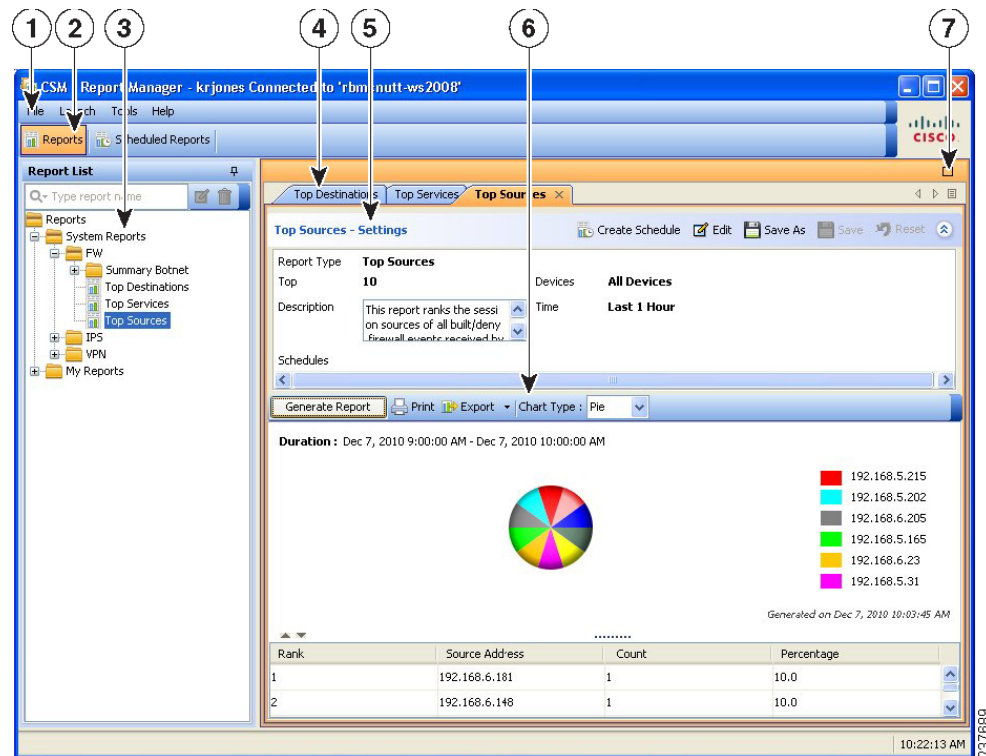 1 2 3 4 5 6 7
CSM Report Manager - krjones Connected to 'rbmcnutt-ws2008'
File Launch Tools Help
Reports Scheduled Reports
CISCO
Report List
Type report name
Reports
System Reports
FW
Summary Botnet
Top Destinations
Top Services
Top Sources
IPS
VPN
My Reports
Top Destinations Top Services Top Sources
Top Sources - Settings Create Schedule Edit Save As Save Reset
Report Type Top Sources
Top 10 Devices All Devices
Description This report ranks the sessi Time Last 1 Hour
on sources of all built/deny
firewall events received by
Schedules
Generate Report Print Export Chart Type : Pie
Duration : Dec 7, 2010 9:00:00 AM - Dec 7, 2010 10:00:00 AM
192.168.5.215
192.168.5.202
192.168.6.205
192.168.5.165
192.168.6.23
192.168.5.31
Generated on Dec 7, 2010 10:03:45 AM
Rank Source Address Count Percentage
1 192.168.6.181 1 10.0
2 192.168.6.148 1 10.0
10:22:13 AM
237689